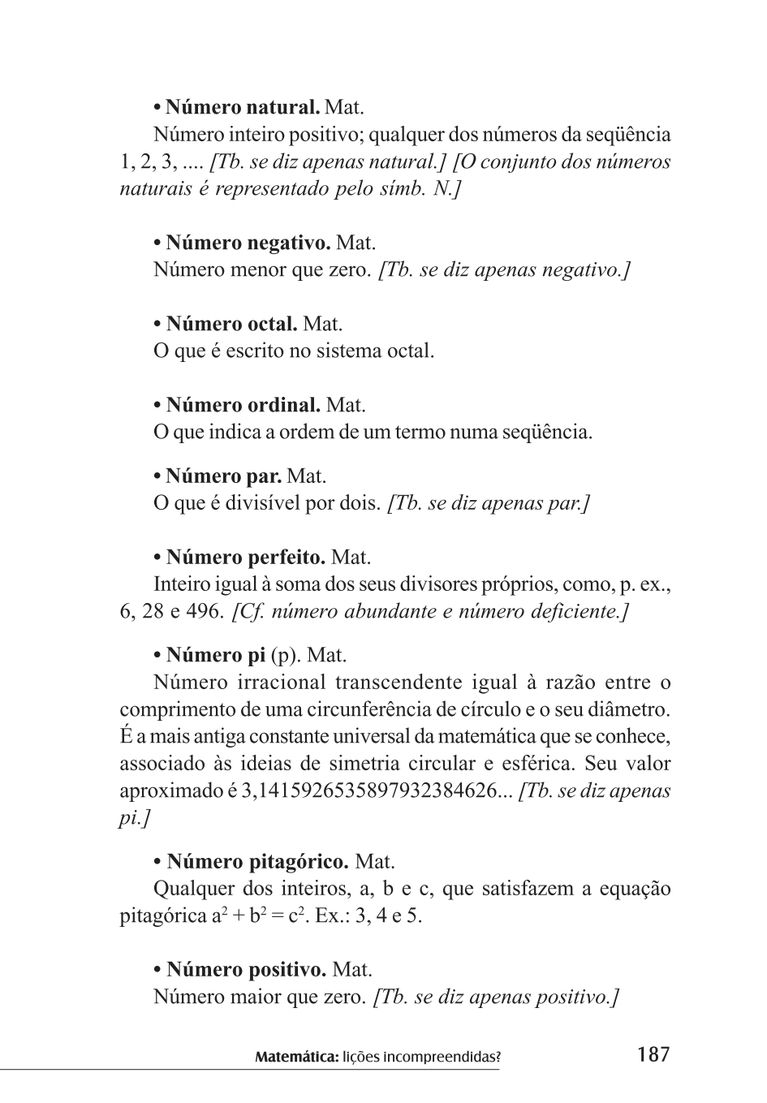 • Número natural. Mat.
Número inteiro positivo; qualquer dos números da seqüência
1, 2, 3, .... [Tb. se diz apenas natural.] [O conjunto dos números
naturais é representado pelo símb. N.]
• Número negativo. Mat.
Número menor que zero. [Tb. se diz apenas negativo.]
• Número octal. Mat.
O que é escrito no sistema octal.
• Número ordinal. Mat.
O que indica a ordem de um termo numa seqüência.
• Número par. Mat.
O que é divisível por dois. [Tb. se diz apenas par.]
• Número perfeito. Mat.
Inteiro igual à soma dos seus divisores próprios, como, p. ex.,
6, 28 e 496. [Cf. número abundante e número deficiente.]
• Número pi (p). Mat.
Número irracional transcendente igual à razão entre o
comprimento de uma circunferência de círculo e o seu diâmetro.
É a mais antiga constante universal da matemática que se conhece,
associado às ideias de simetria circular e esférica. Seu valor
aproximado é 3,1415926535897932384626... [Tb. se diz apenas
pi.]
• Número pitagórico. Mat.
Qualquer dos inteiros, a, b e c, que satisfazem a equação
pitagórica a² + b² = c². Ex.: 3, 4 e 5.
• Número positivo. Mat.
Número maior que zero. [Tb. se diz apenas positivo.]
Matemática: lições incompreendidas? 187